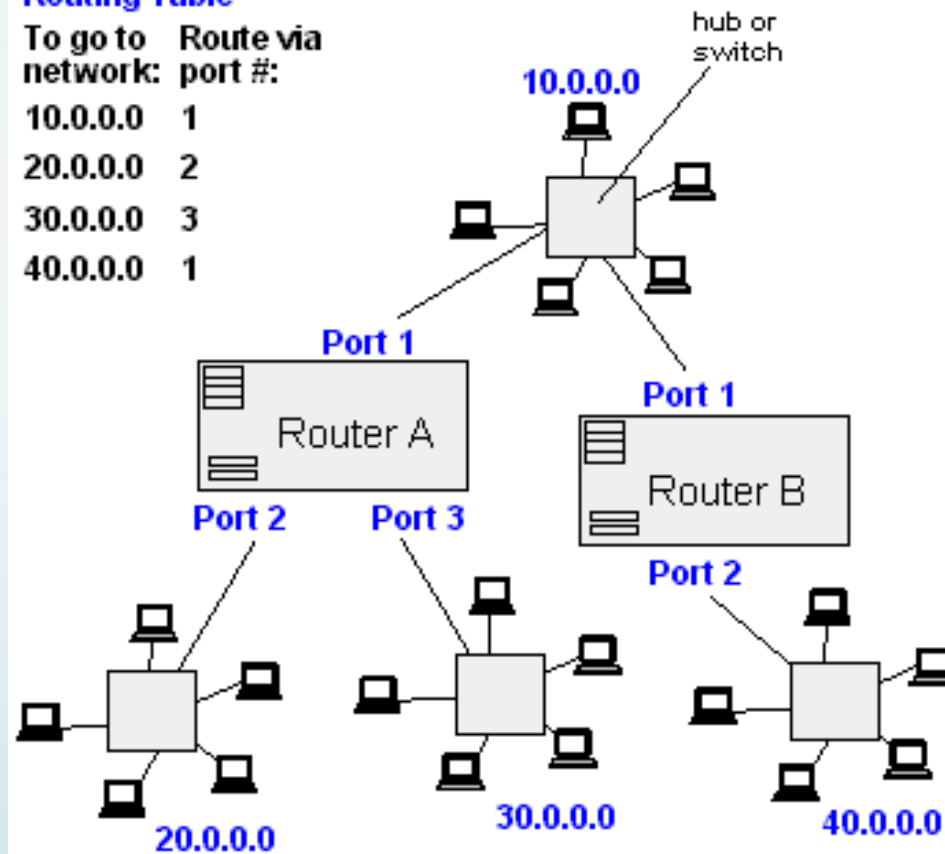 Routing Table
To go to Route via
network: port #:
10.0.0.0 1
20.0.0.0 2
30.0.0.0 3
40.0.0.0 1
hub or
switch
10.0.0.0
Port 1
Router A
Port 2 Port 3
Port 1
Router B
Port 2
20.0.0.0
30.0.0.0
40.0.0.0